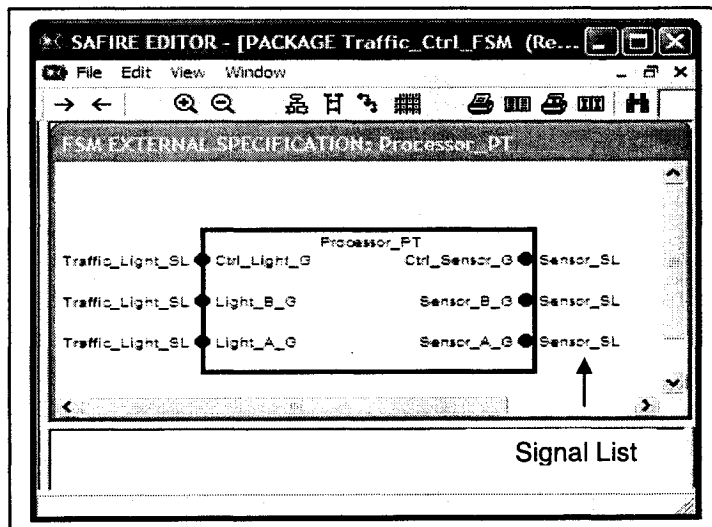 SAFIRE EDITOR - [PACKAGE Traffic_Ctrl_FSM (Re...
File Edit View Window
FSM EXTERNAL SPECIFICATION: Processor_PT
Processor_PT
Traffic_Light_SL Ctrl_Light_G Ctrl_Sensor_G Sensor_SL
Traffic_Light_SL Light_B_G Sensor_B_G Sensor_SL
Traffic_Light_SL Light_A_G Sensor_A_G Sensor_SL
Signal List